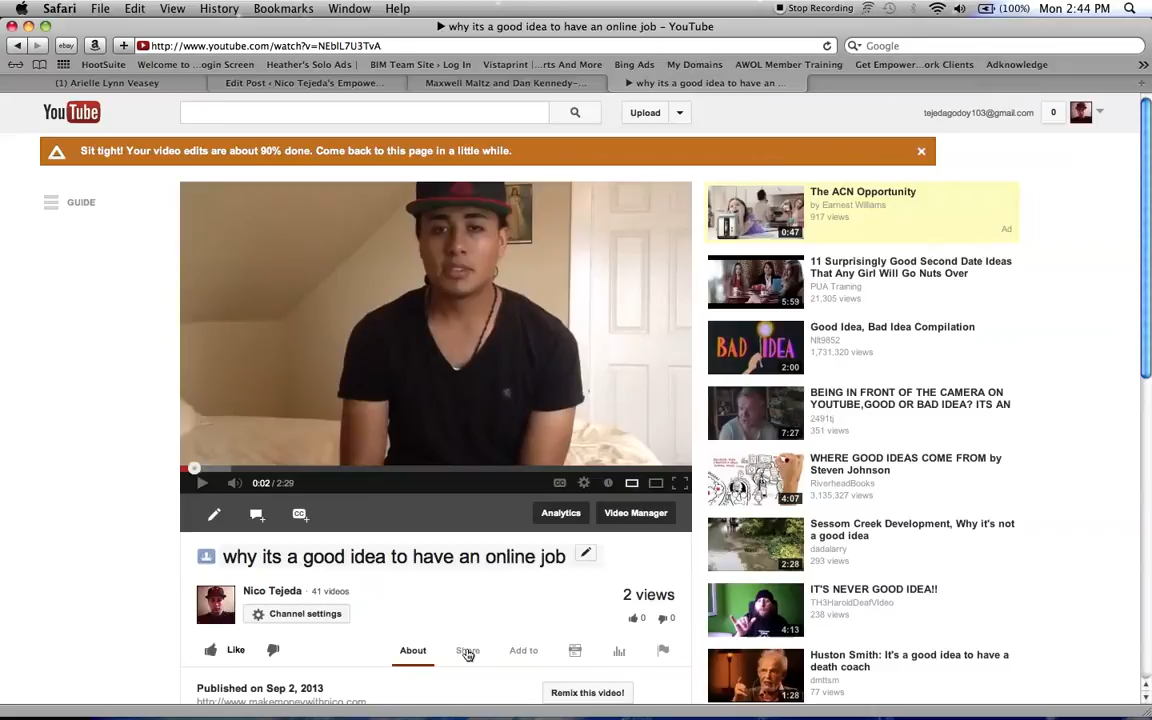 Safari File Edit View History Bookmarks Window Help Stop Recording (100%) Mon 2:44 PM
why its a good idea to have an online job – YouTube
ebay a http://www.youtube.com/watch?v=NEblL7U3TvA Google
HootSuite Welcome to ...ogin Screen Heather's Solo Ads BIM Team Site › Log In Vistaprint |...rts And More Bing Ads My Domains AWOL Member Training Get Empower...ork Clients Adknowledge
(1) Arielle Lynn Veasey Edit Post ‹ Nico Tejeda's Empowe... Maxwell Maltz and Dan Kennedy-... why its a good idea to have an ...
YouTube Upload tejedagodoy103@gmail.com 0
Sit tight! Your video edits are about 90% done. Come back to this page in a little while.
GUIDE
0:02 / 2:29
CC Analytics Video Manager
why its a good idea to have an online job
Nico Tejeda · 41 videos
Channel settings
2 views
0 0
Like About Share Add to
Published on Sep 2, 2013
http://www.makemoneywithnico.com
Remix this video!
The ACN Opportunity
by Earnest Williams
917 views
Ad
0:47
11 Surprisingly Good Second Date Ideas
That Any Girl Will Go Nuts Over
PUA Training
21,305 views
5:59
Good Idea, Bad Idea Compilation
Nlt9852
1,731,320 views
BAD IDEA
2:00
BEING IN FRONT OF THE CAMERA ON
YOUTUBE,GOOD OR BAD IDEA? ITS AN
2491tj
351 views
7:27
WHERE GOOD IDEAS COME FROM by
Steven Johnson
RiverheadBooks
3,135,327 views
4:07
Sessom Creek Development, Why it's not
a good idea
dadalarry
293 views
2:28
IT'S NEVER GOOD IDEA!!
TH3HaroldDeafVideo
238 views
4:13
Huston Smith: It's a good idea to have a
death coach
dmttsm
77 views
1:28